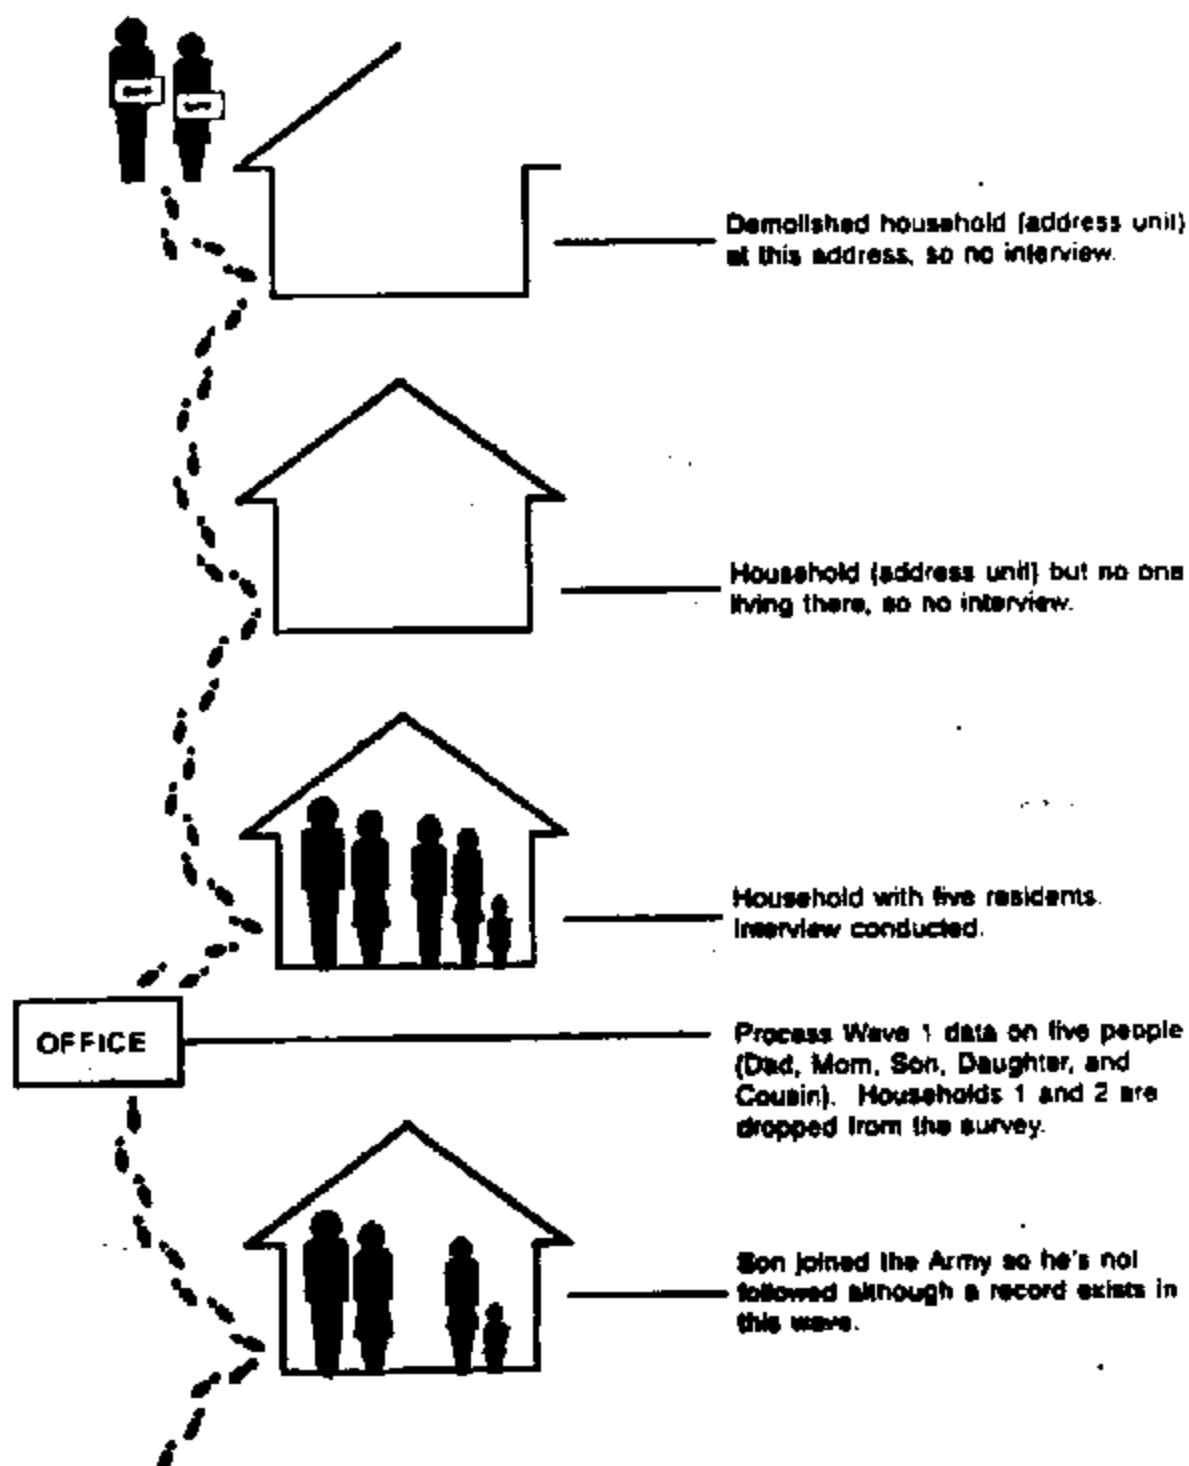 Demolished household (address unit)
at this address, so no interview.
Household (address unit) but no one
living there, so no interview.
Household with five residents.
Interview conducted.
OFFICE
Process Wave 1 data on five people
(Dad, Mom, Son, Daughter, and
Cousin). Households 1 and 2 are
dropped from the survey.
Son joined the Army so he's not
followed although a record exists in
this wave.